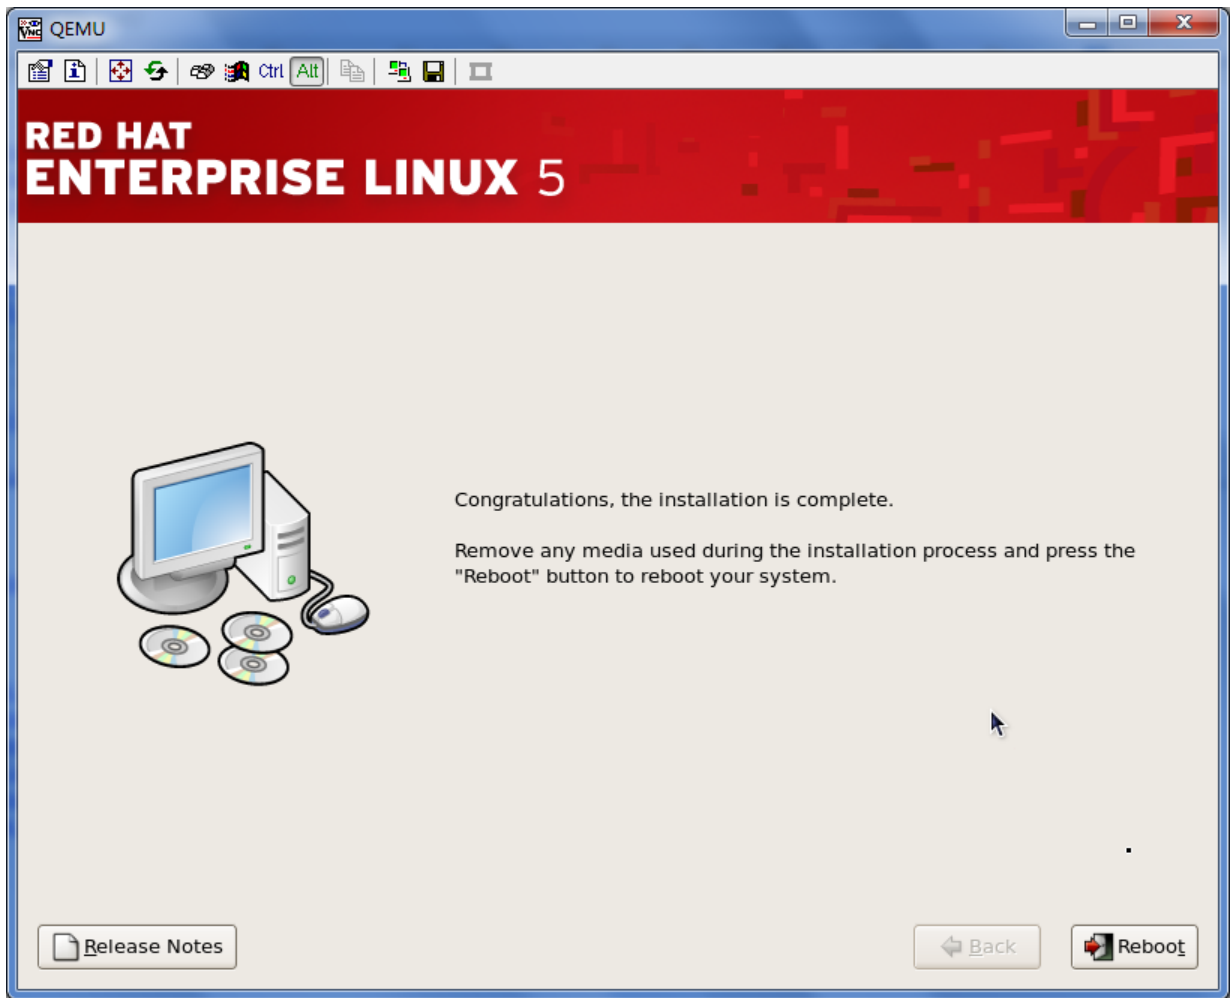 QEMU
Ctrl Alt
RED HAT
ENTERPRISE LINUX 5
Congratulations, the installation is complete.
Remove any media used during the installation process and press the
"Reboot" button to reboot your system.
Release Notes
Back
Reboot